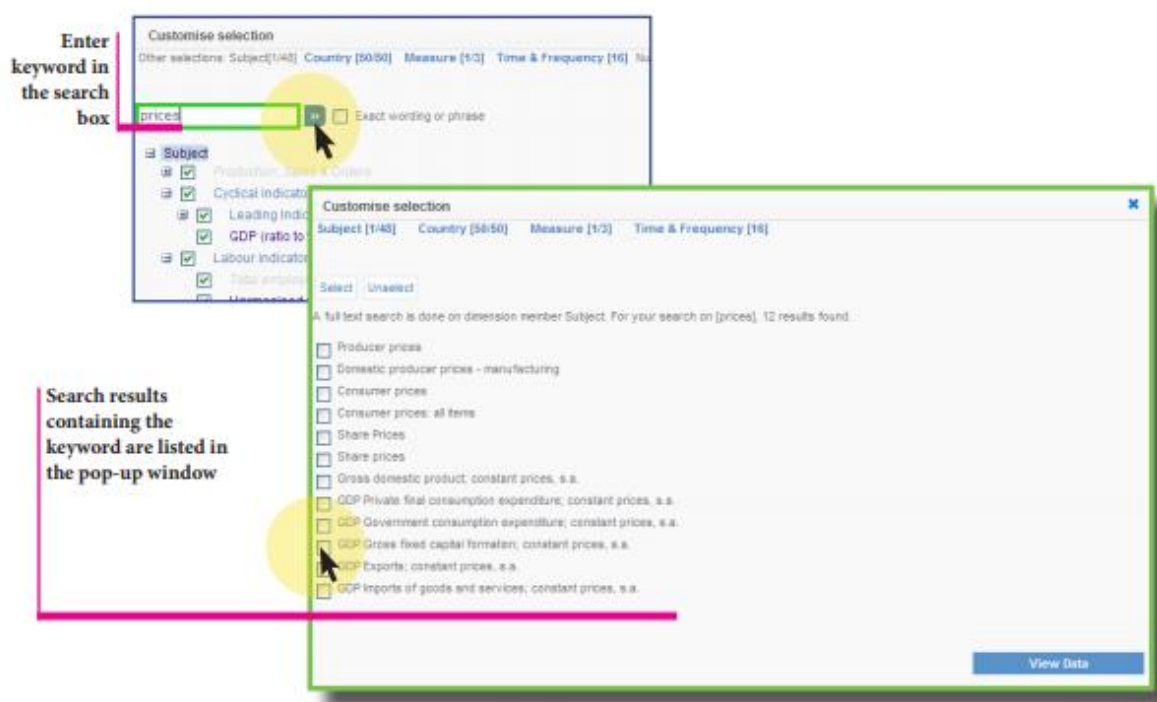 Enter
keyword in
the search
box
Customise selection
Other selections: Subject[1/48] Country [50/50] Measure [1/3] Time & Frequency [16] Nu
prices
Exact wording or phrase
Subject
Production, Sales & Orders
Cyclical indicato
Leading Indic
GDP (ratio to
Labour indicator
Total employ
Harmonised
Customise selection
Subject [1/48] Country [50/50] Measure [1/3] Time & Frequency [16]
Select Unselect
A full text search is done on dimension member Subject. For your search on [prices], 12 results found.
Producer prices
Domestic producer prices - manufacturing
Consumer prices
Consumer prices: all items
Share Prices
Share prices
Gross domestic product; constant prices, s.a.
GDP Private final consumption expenditure; constant prices, s.a.
GDP Government consumption expenditure; constant prices, s.a.
GDP Gross fixed capital formation; constant prices, s.a.
GDP Exports; constant prices, s.a.
GDP Imports of goods and services; constant prices, s.a.
View Data
Search results
containing the
keyword are listed in
the pop-up window